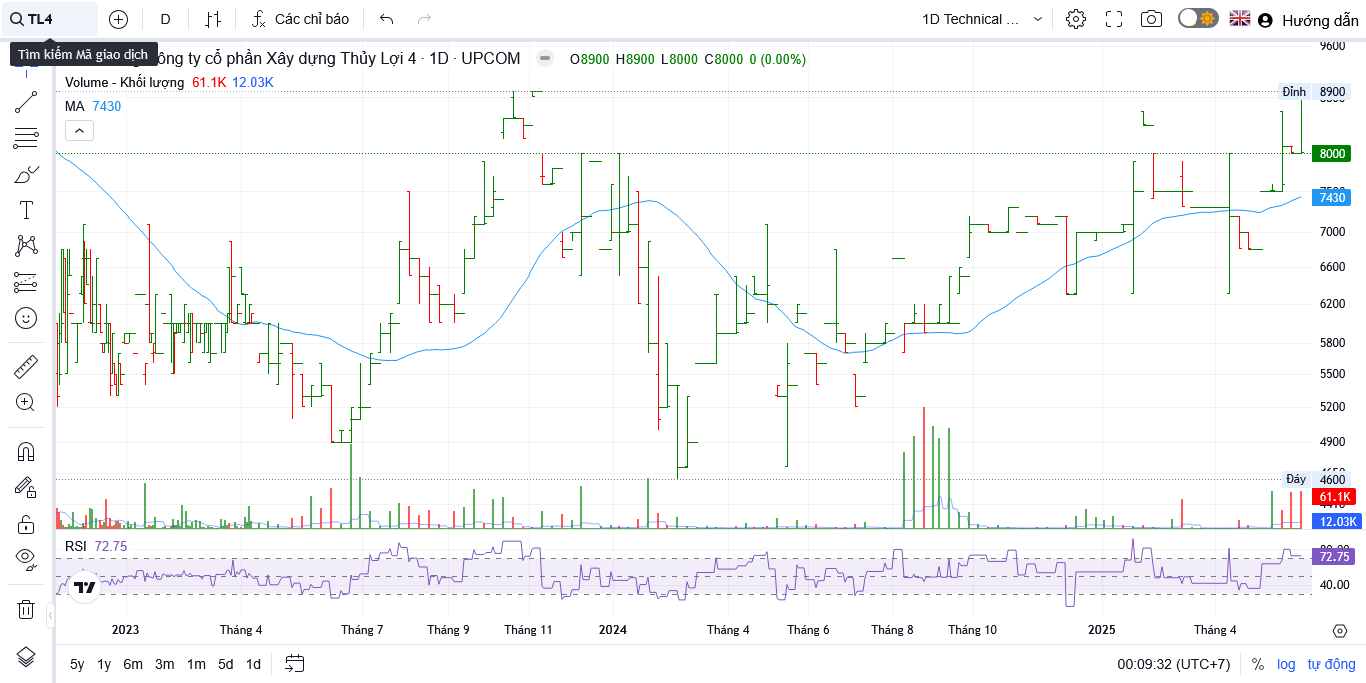 TL4
D
Các chỉ báo
1D Technical ...
Hướng dẫn
Tìm kiếm Mã giao dịch
ông ty cổ phần Xây dựng Thủy Lợi 4 · 1D · UPCOM
O8900 H8900 L8000 C8000 0 (0.00%)
Volume - Khối lượng 61.1K 12.03K
MA 7430
9600
Đỉnh 8900
8000
7430
7000
6600
6200
5800
5500
5200
4900
Đáy 4600
61.1K
12.03K
RSI 72.75
72.75
40.00
2023 Tháng 4 Tháng 7 Tháng 9 Tháng 11 2024 Tháng 4 Tháng 6 Tháng 8 Tháng 10 2025 Tháng 4
5y 1y 6m 3m 1m 5d 1d
00:09:32 (UTC+7) % log tự động